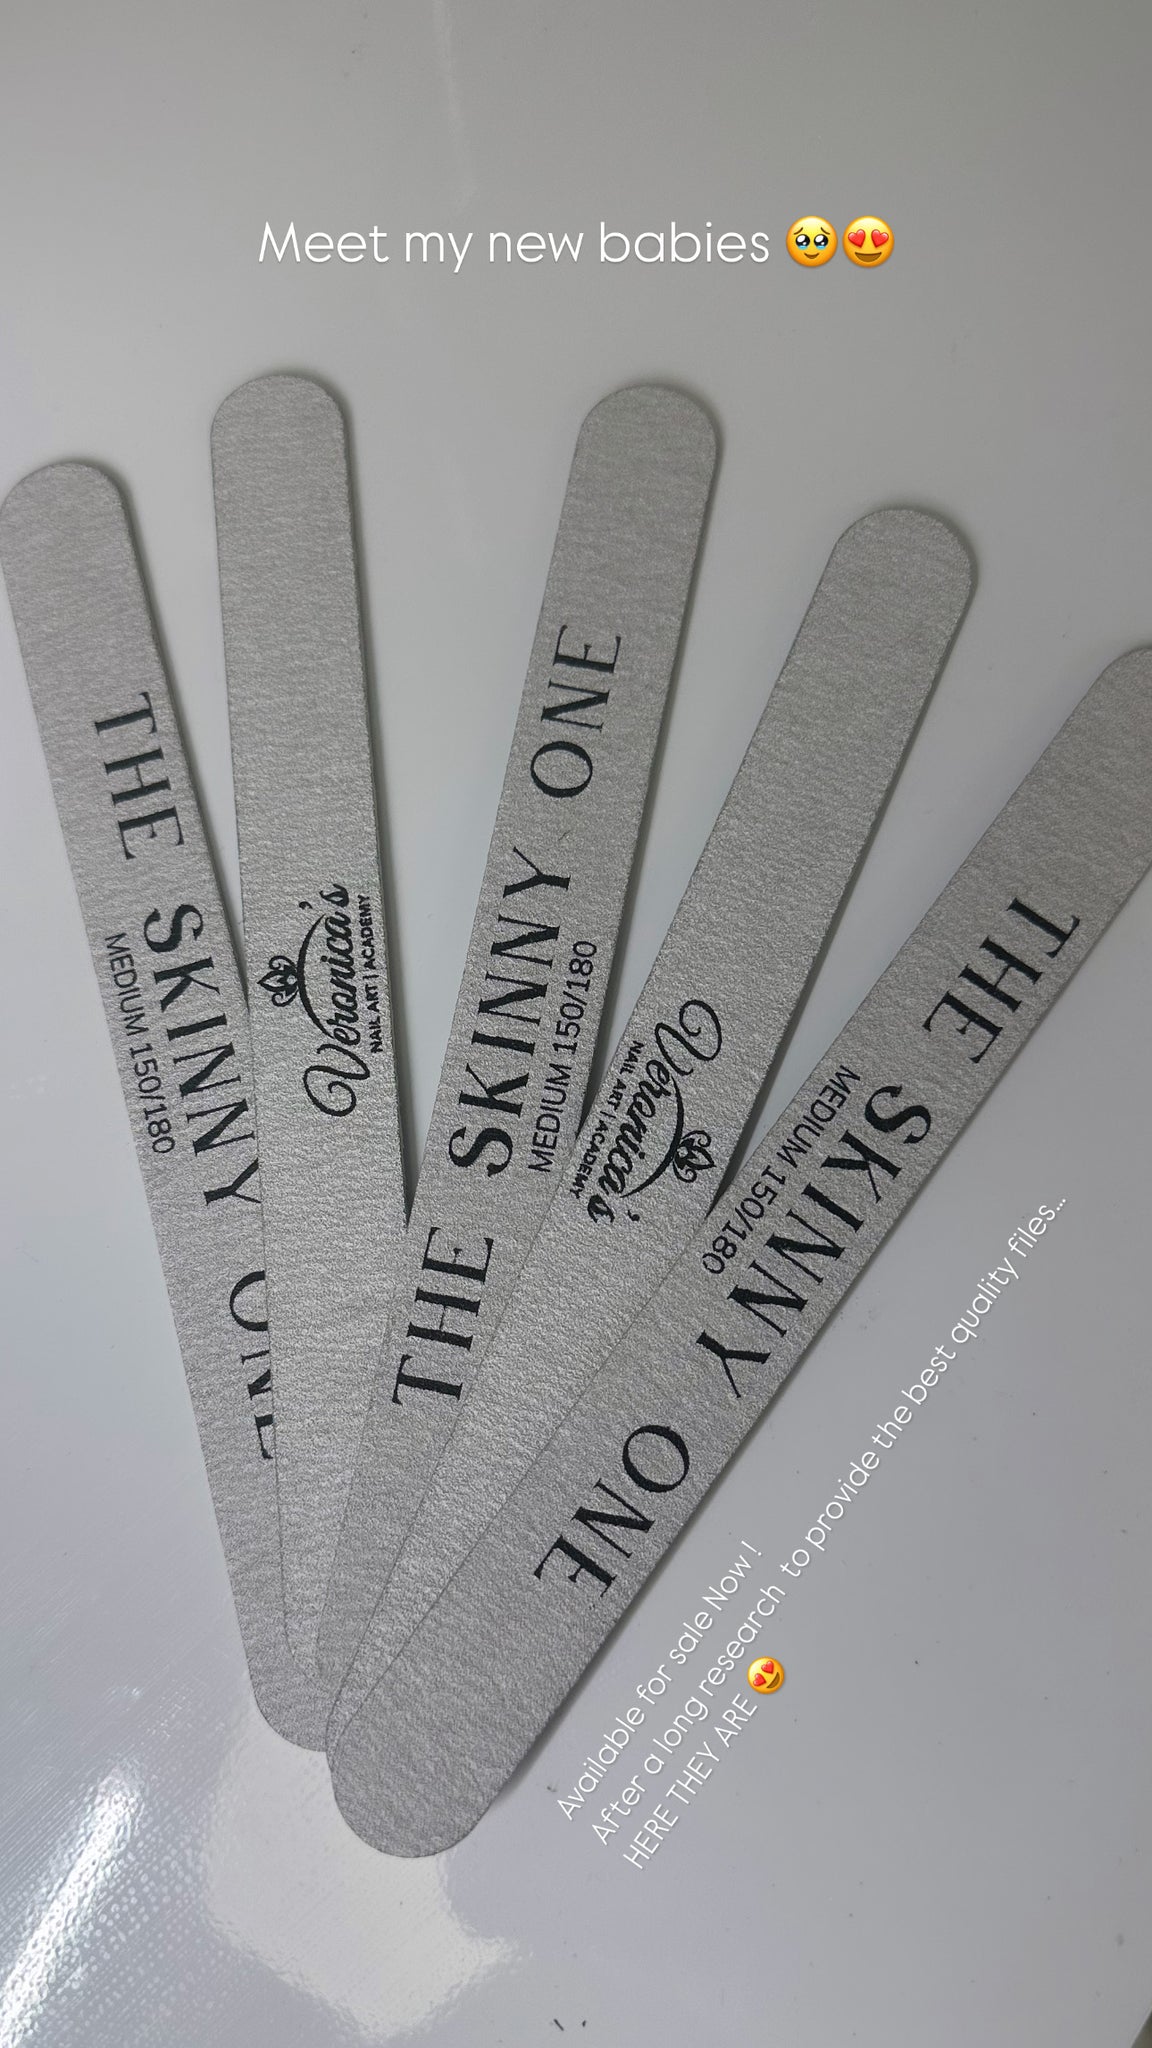 Meet my new babies 🥹😍
THE SKINNY ONE
MEDIUM 150/180
Veronica's
NAIL ART | ACADEMY
THE SKINNY ONE
MEDIUM 150/180
Veronica's
NAIL ART | ACADEMY
THE SKINNY ONE
MEDIUM 150/180
Available for sale Now !
After a long research to provide the best quality files...
HERE THEY ARE 😍